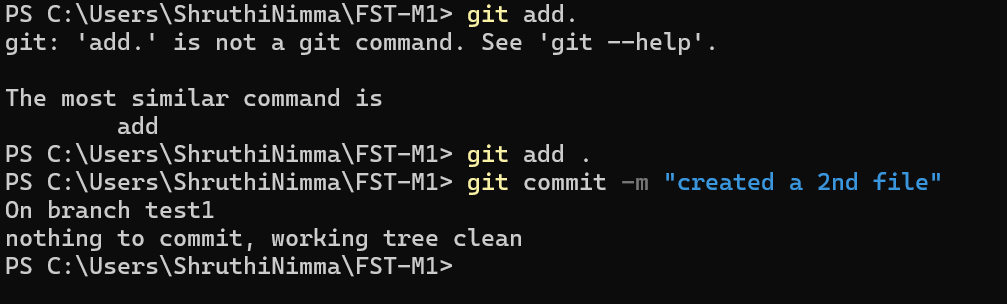 PS C:\Users\ShruthiNimma\FST-M1> git add.
git: 'add.' is not a git command. See 'git --help'.

The most similar command is
        add
PS C:\Users\ShruthiNimma\FST-M1> git add .
PS C:\Users\ShruthiNimma\FST-M1> git commit -m "created a 2nd file"
On branch test1
nothing to commit, working tree clean
PS C:\Users\ShruthiNimma\FST-M1>